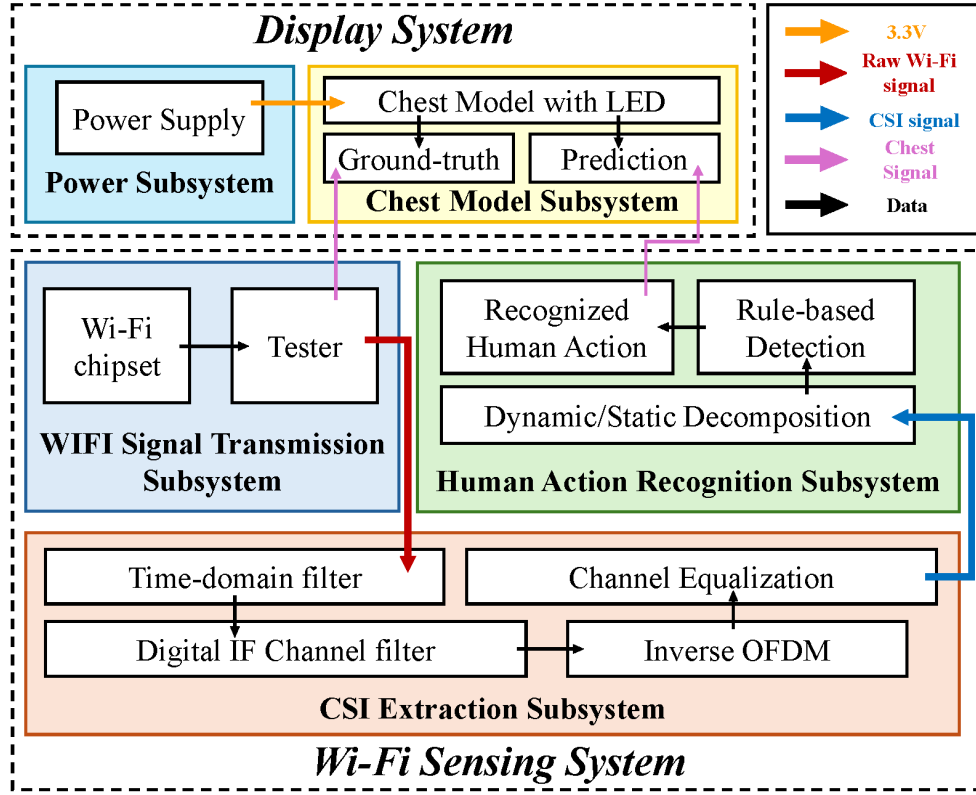 Display System
Power Supply
Power Subsystem
Chest Model with LED
Ground-truth
Prediction
Chest Model Subsystem
3.3V
Raw Wi-Fi
signal
CSI signal
Chest
Signal
Data
Wi-Fi
chipset
Tester
WIFI Signal Transmission
Subsystem
Recognized
Human Action
Rule-based
Detection
Dynamic/Static Decomposition
Human Action Recognition Subsystem
Time-domain filter
Channel Equalization
Digital IF Channel filter
Inverse OFDM
CSI Extraction Subsystem
Wi-Fi Sensing System